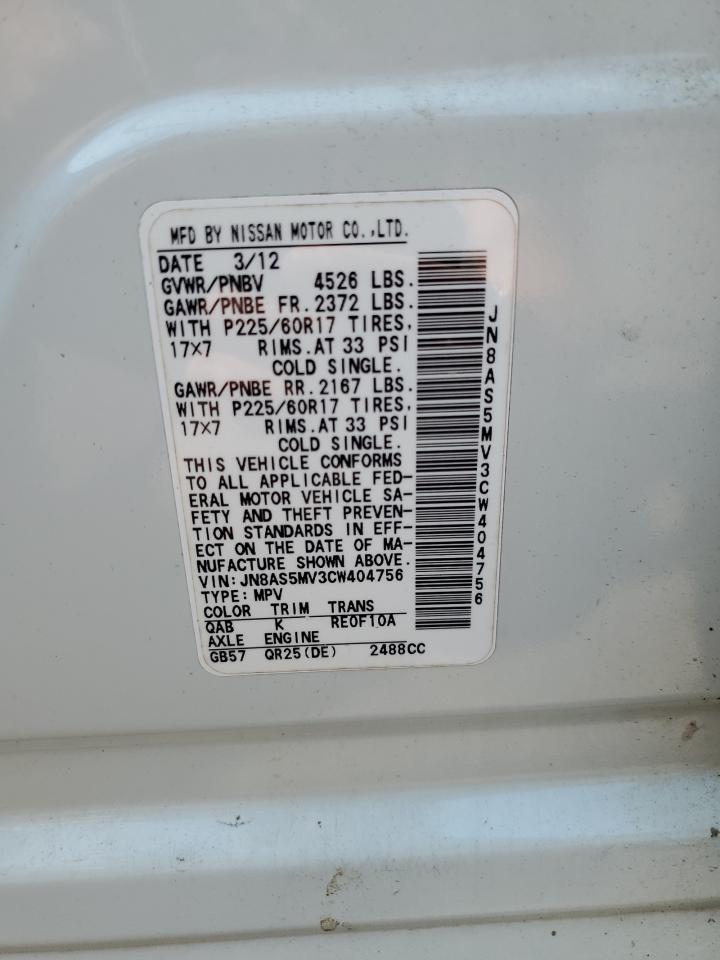 MFD BY NISSAN MOTOR CO.,LTD.
DATE 3/12
GVWR/PNBV 4526 LBS.
GAWR/PNBE FR. 2372 LBS.
WITH P225/60R17 TIRES,
17×7 RIMS.AT 33 PSI
COLD SINGLE.
GAWR/PNBE RR. 2167 LBS.
WITH P225/60R17 TIRES,
17×7 RIMS.AT 33 PSI
COLD SINGLE.
THIS VEHICLE CONFORMS
TO ALL APPLICABLE FED-
ERAL MOTOR VEHICLE SA-
FETY AND THEFT PREVEN-
TION STANDARDS IN EFF-
ECT ON THE DATE OF MA-
NUFACTURE SHOWN ABOVE.
VIN:JN8AS5MV3CW404756
TYPE:MPV
COLOR TRIM TRANS
QAB K RE0F10A
AXLE ENGINE
GB57 QR25(DE) 2488CC
JN8AS5MV3CW404756